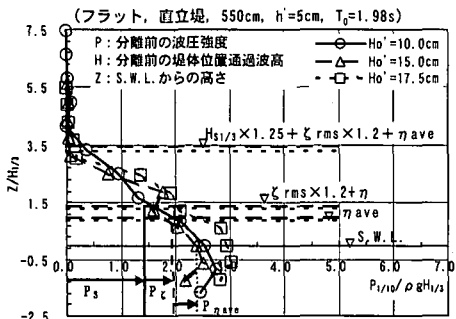 (フラット, 直立堤, 550cm, h'=5cm, T₀=1.98s)
P:分離前の波圧強度
H:分離前の堤体位置通過波高
Z:S.W.L.からの高さ
Ho'=10.0cm
Ho'=15.0cm
Ho'=17.5cm
7.5
5.5
3.5
1.5
-0.5
-2.5
Z/H₁/₃
H_S1/3×1.25+ζrms×1.2+ηave
ζrms×1.2+η
ηave
S.W.L.
0.0 1.0 2.0 3.0 4.0 5.0 6.0 7.0
P_S
P_ζ
P_ηave
P₁/₁₀/ρgH₁/₃